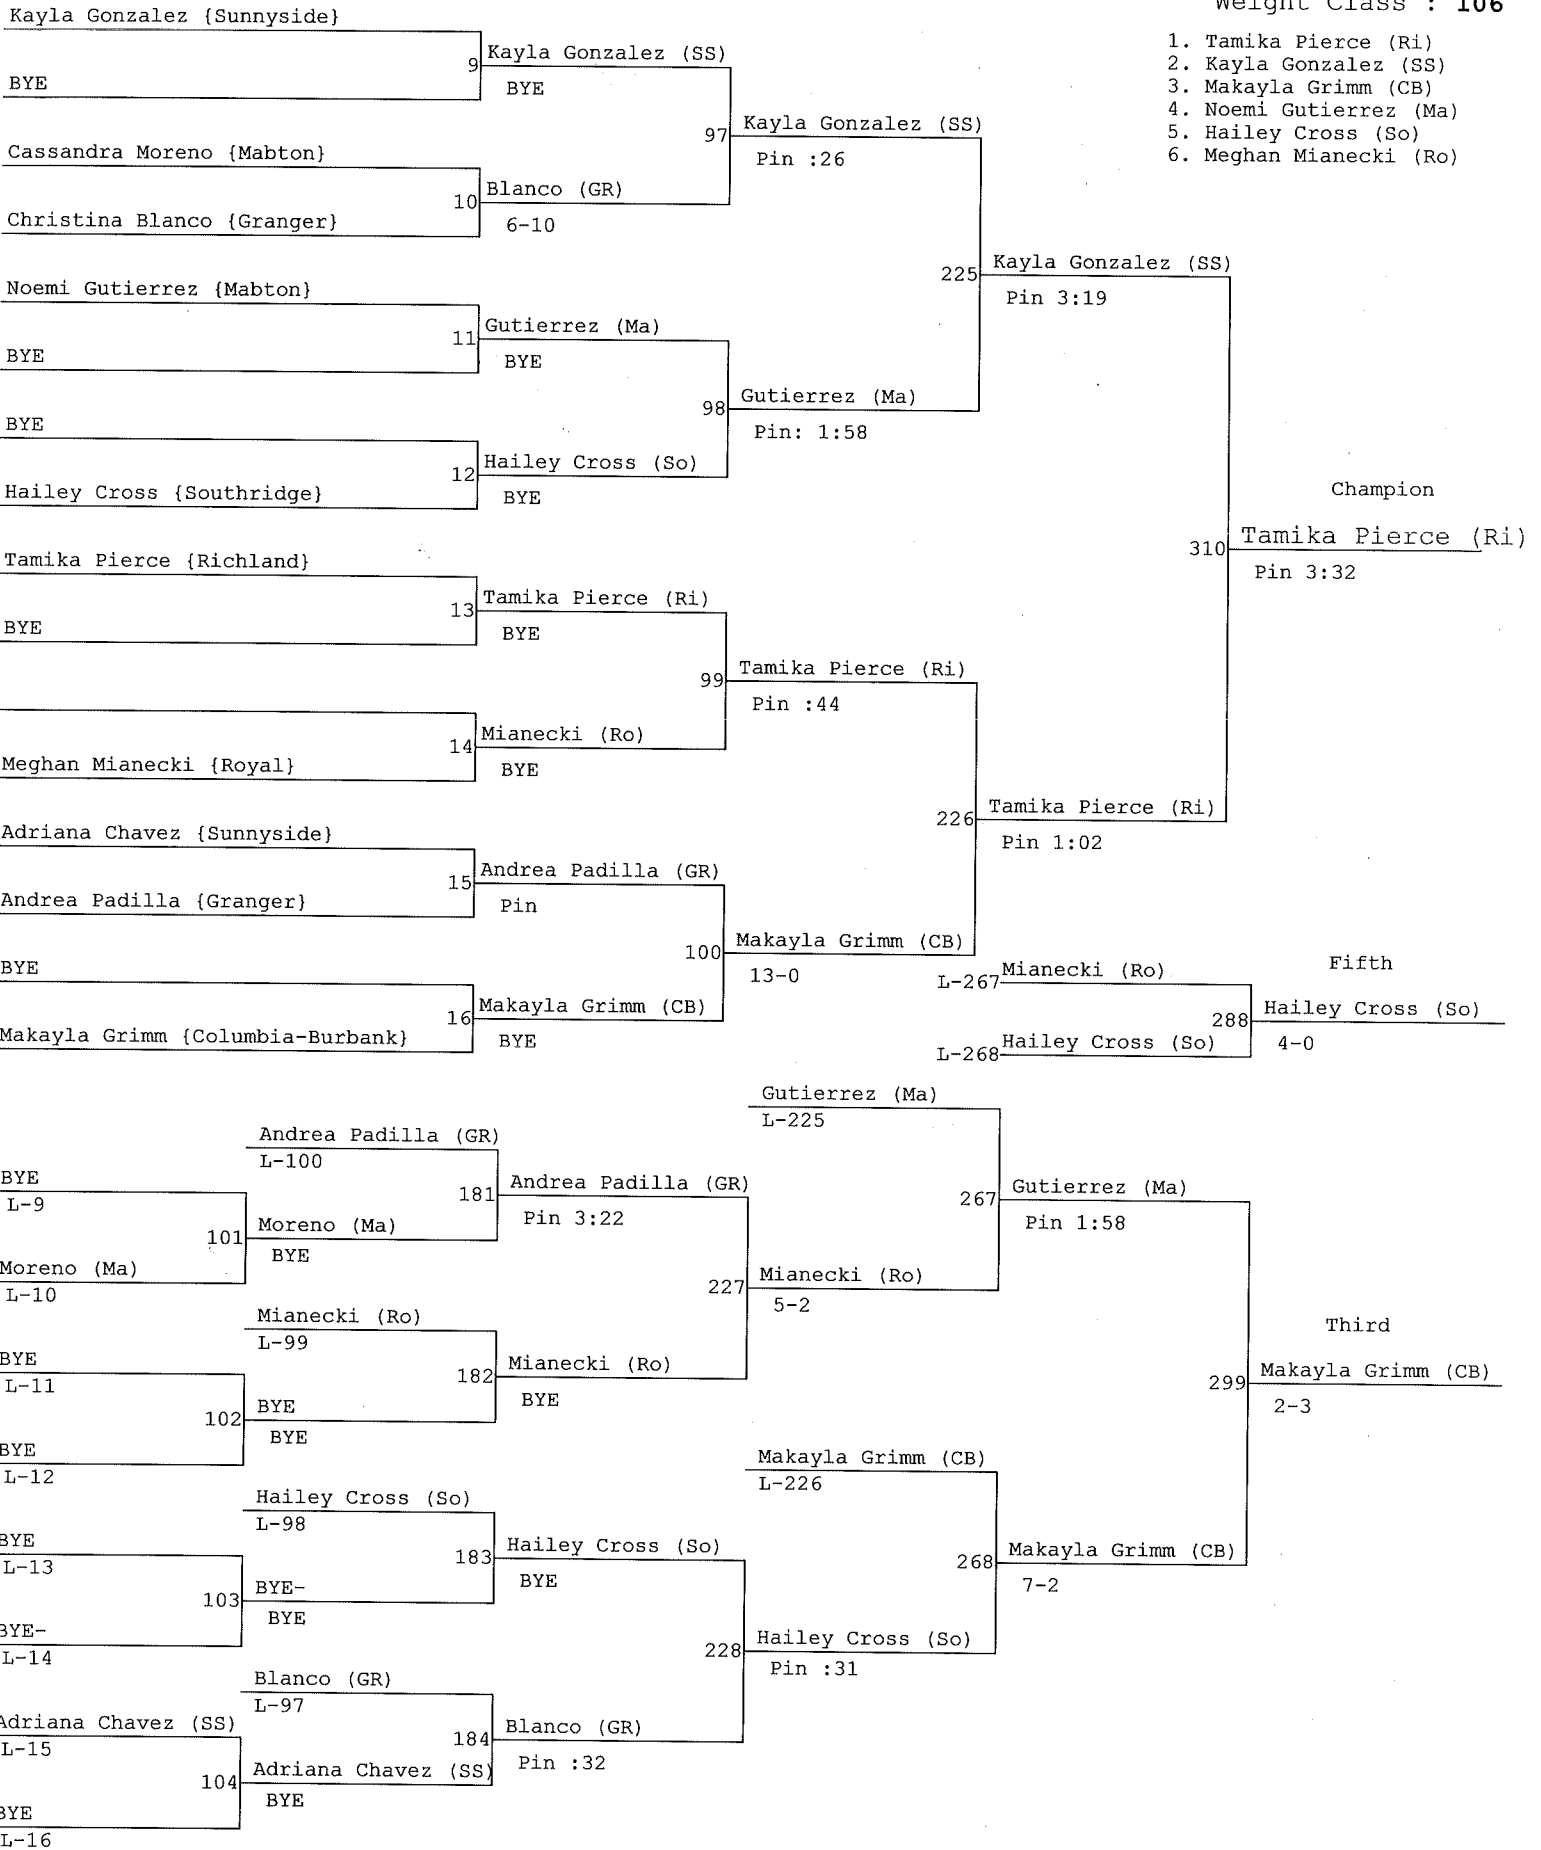 Weight Class : 106
1. Tamika Pierce (Ri)
2. Kayla Gonzalez (SS)
3. Makayla Grimm (CB)
4. Noemi Gutierrez (Ma)
5. Hailey Cross (So)
6. Meghan Mianecki (Ro)
Kayla Gonzalez {Sunnyside}
9
Kayla Gonzalez (SS)
BYE
BYE
97
Kayla Gonzalez (SS)
Pin :26
Cassandra Moreno {Mabton}
10
Blanco (GR)
6-10
Christina Blanco {Granger}
225
Kayla Gonzalez (SS)
Pin 3:19
Noemi Gutierrez {Mabton}
11
Gutierrez (Ma)
BYE
BYE
98
Gutierrez (Ma)
Pin: 1:58
BYE
12
Hailey Cross (So)
BYE
Hailey Cross {Southridge}
Champion
310
Tamika Pierce (Ri)
Pin 3:32
Tamika Pierce {Richland}
13
Tamika Pierce (Ri)
BYE
BYE
99
Tamika Pierce (Ri)
Pin :44
14
Mianecki (Ro)
BYE
Meghan Mianecki {Royal}
226
Tamika Pierce (Ri)
Pin 1:02
Adriana Chavez {Sunnyside}
15
Andrea Padilla (GR)
Pin
Andrea Padilla {Granger}
100
Makayla Grimm (CB)
13-0
BYE
16
Makayla Grimm (CB)
BYE
Makayla Grimm {Columbia-Burbank}
Fifth
L-267
Mianecki (Ro)
288
Hailey Cross (So)
4-0
L-268
Hailey Cross (So)
Gutierrez (Ma)
L-225
Andrea Padilla (GR)
L-100
181
Andrea Padilla (GR)
Pin 3:22
267
Gutierrez (Ma)
Pin 1:58
BYE
L-9
101
Moreno (Ma)
BYE
Moreno (Ma)
L-10
227
Mianecki (Ro)
5-2
Mianecki (Ro)
L-99
182
Mianecki (Ro)
BYE
BYE
L-11
102
BYE
BYE
BYE
L-12
Third
299
Makayla Grimm (CB)
2-3
Makayla Grimm (CB)
L-226
Hailey Cross (So)
L-98
183
Hailey Cross (So)
BYE
268
Makayla Grimm (CB)
7-2
BYE
L-13
103
BYE-
BYE
BYE-
L-14
228
Hailey Cross (So)
Pin :31
Blanco (GR)
L-97
184
Blanco (GR)
Pin :32
Adriana Chavez (SS)
L-15
104
Adriana Chavez (SS)
BYE
BYE
L-16